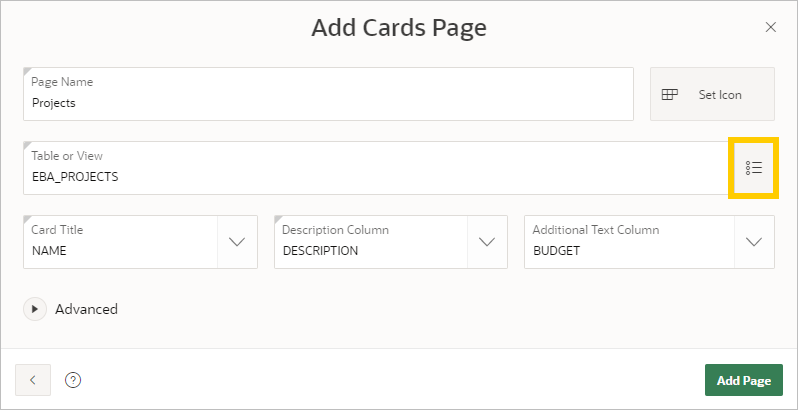 Add Cards Page
Page Name
Projects
Set Icon
Table or View
EBA_PROJECTS
Card Title
NAME
Description Column
DESCRIPTION
Additional Text Column
BUDGET
Advanced
Add Page